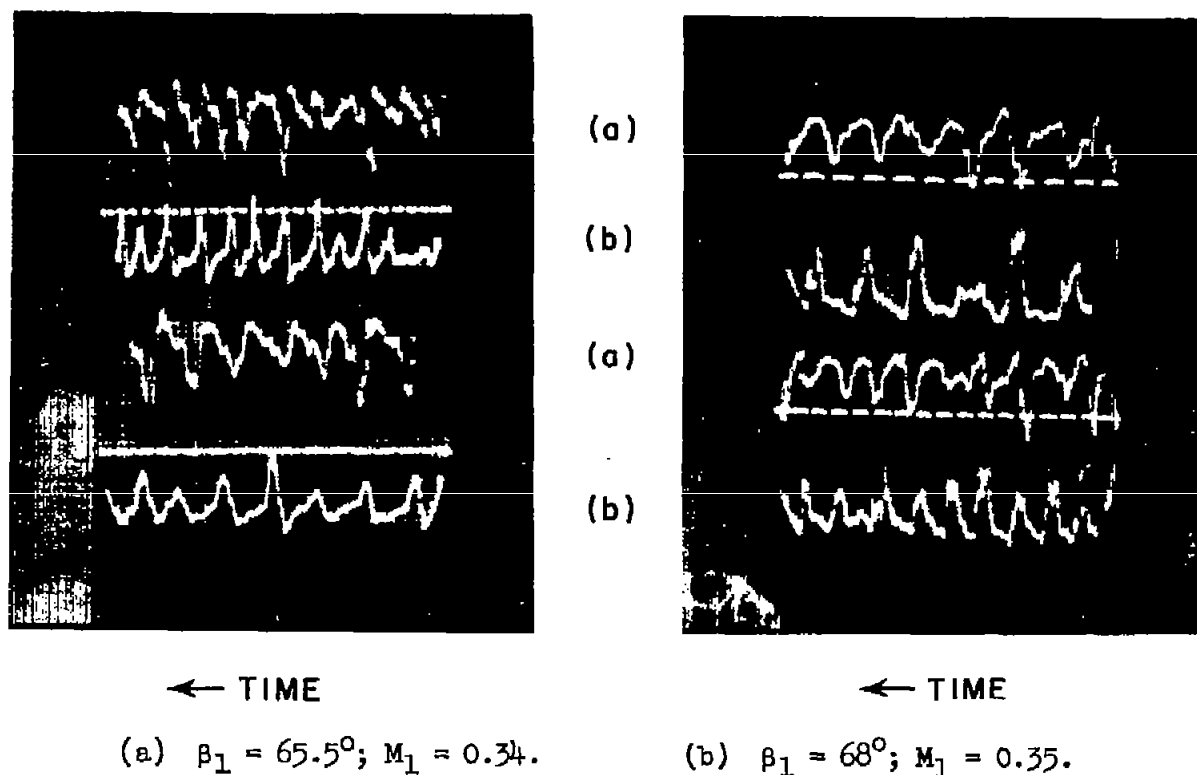 (a)
(b)
(a)
(b)
← TIME
← TIME
(a) β₁ = 65.5°; M₁ = 0.34.
(b) β₁ = 68°; M₁ = 0.35.